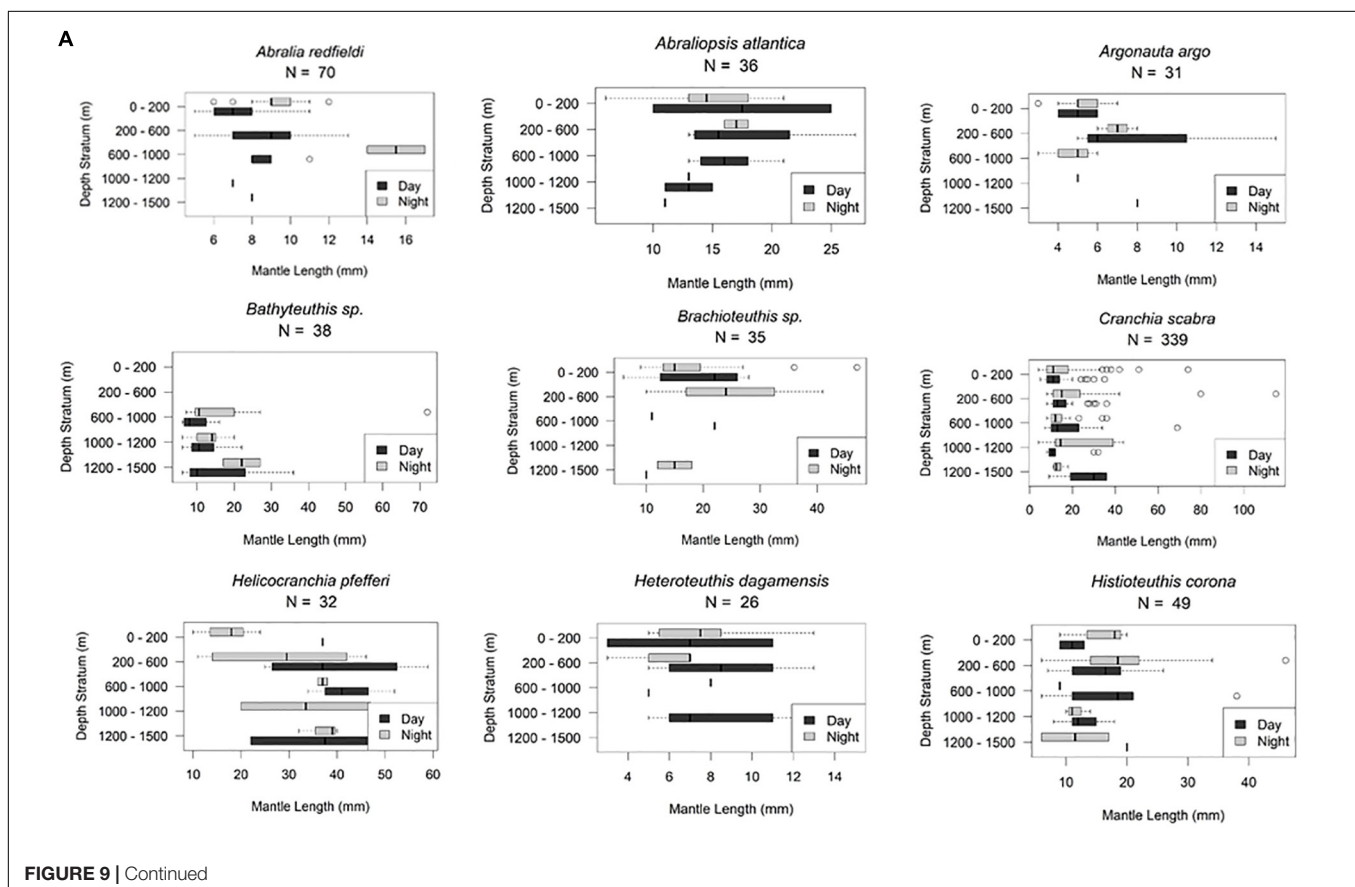 A
Abralia redfieldi
N = 70
Depth Stratum (m)
0 - 200
200 - 600
600 - 1000
1000 - 1200
1200 - 1500
Day
Night
6 8 10 12 14 16
Mantle Length (mm)
Abraliopsis atlantica
N = 36
Depth Stratum (m)
0 - 200
200 - 600
600 - 1000
1000 - 1200
1200 - 1500
Day
Night
10 15 20 25
Mantle Length (mm)
Argonauta argo
N = 31
Depth Stratum (m)
0 - 200
200 - 600
600 - 1000
1000 - 1200
1200 - 1500
Day
Night
4 6 8 10 12 14
Mantle Length (mm)
Bathyteuthis sp.
N = 38
Depth Stratum (m)
0 - 200
200 - 600
600 - 1000
1000 - 1200
1200 - 1500
Day
Night
10 20 30 40 50 60 70
Mantle Length (mm)
Brachioteuthis sp.
N = 35
Depth Stratum (m)
0 - 200
200 - 600
600 - 1000
1000 - 1200
1200 - 1500
Day
Night
10 20 30 40
Mantle Length (mm)
Cranchia scabra
N = 339
Depth Stratum (m)
0 - 200
200 - 600
600 - 1000
1000 - 1200
1200 - 1500
Day
Night
0 20 40 60 80 100
Mantle Length (mm)
Helicocranchia pfefferi
N = 32
Depth Stratum (m)
0 - 200
200 - 600
600 - 1000
1000 - 1200
1200 - 1500
Day
Night
10 20 30 40 50 60
Mantle Length (mm)
Heteroteuthis dagamensis
N = 26
Depth Stratum (m)
0 - 200
200 - 600
600 - 1000
1000 - 1200
1200 - 1500
Day
Night
4 6 8 10 12 14
Mantle Length (mm)
Histioteuthis corona
N = 49
Depth Stratum (m)
0 - 200
200 - 600
600 - 1000
1000 - 1200
1200 - 1500
Day
Night
10 20 30 40
Mantle Length (mm)
FIGURE 9 | Continued